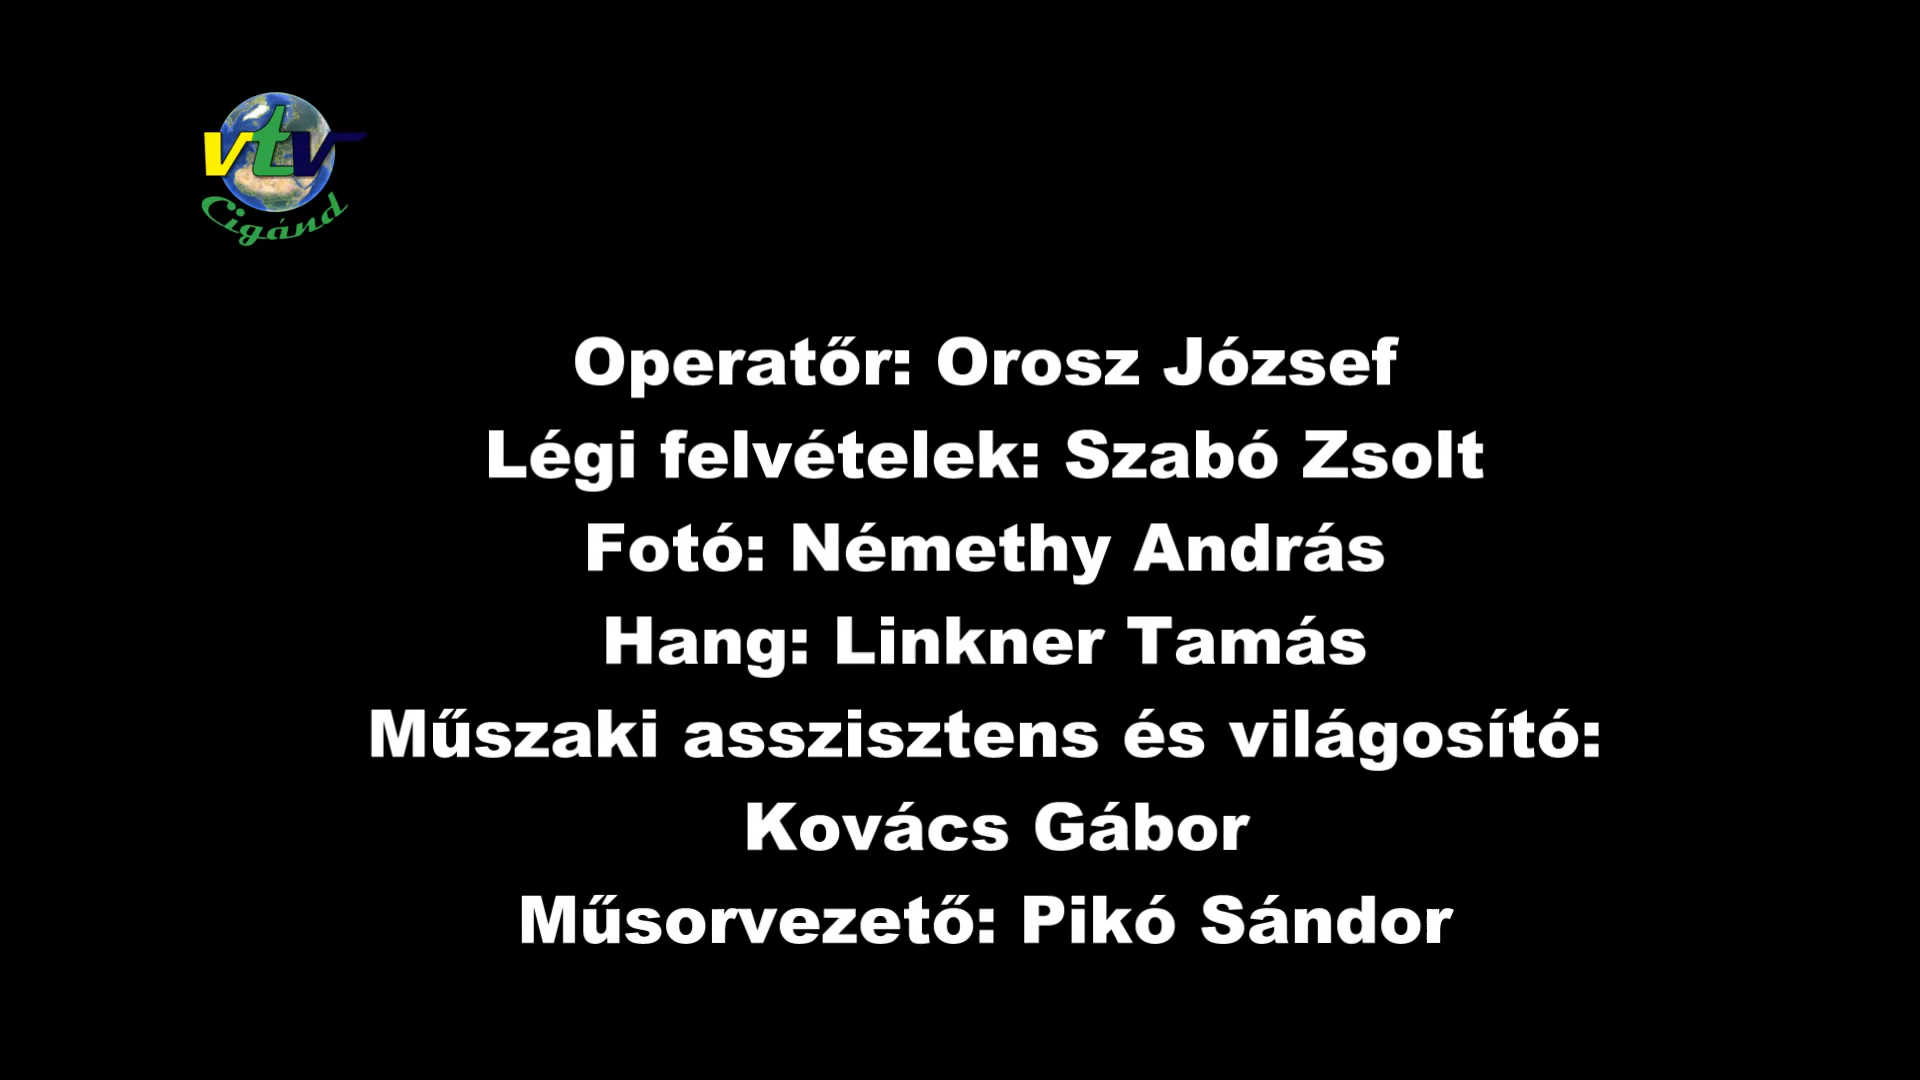 vtv
Cigánd
Operatőr: Orosz József
Légi felvételek: Szabó Zsolt
Fotó: Némethy András
Hang: Linkner Tamás
Műszaki asszisztens és világosító:
Kovács Gábor
Műsorvezető: Pikó Sándor